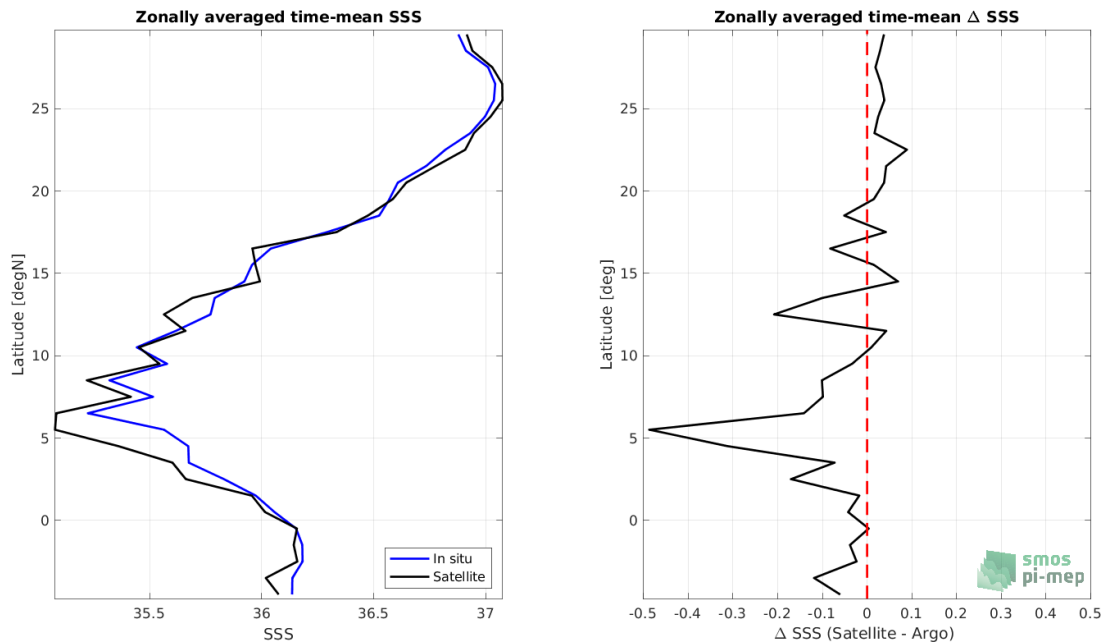 Zonally averaged time-mean SSS
Latitude [degN]
25
20
15
10
5
0
35.5
36
36.5
37
SSS
In situ
Satellite
Zonally averaged time-mean Δ SSS
Latitude [deg]
25
20
15
10
5
0
-0.5
-0.4
-0.3
-0.2
-0.1
0
0.1
0.2
0.3
0.4
0.5
Δ SSS (Satellite - Argo)
smos
pi-mep